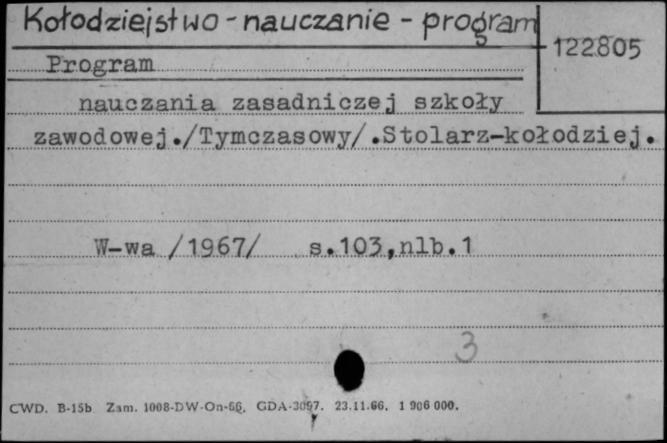 Kołodziejstwo - nauczanie - program
122805
Program
nauczania zasadniczej szkoły
zawodowej./Tymczasowy/.Stolarz-kołodziej.
W-wa /1967/ s.103,nlb.1
3
CWD. B-15b Zam. 1008-DW-On-66. GDA-3097. 23.11.66. 1 906 000.